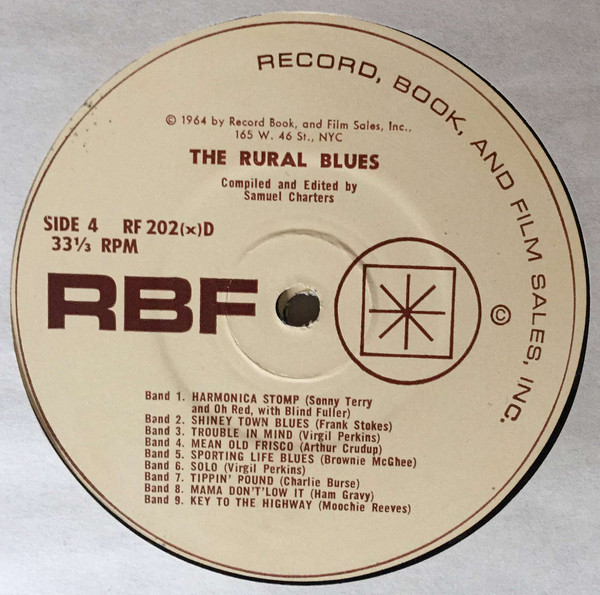 RECORD, BOOK, AND FILM SALES, INC.
© 1964 by Record Book, and Film Sales, Inc.,
165 W. 46 St., NYC
THE RURAL BLUES
Compiled and Edited by
Samuel Charters
SIDE 4 RF 202(x)D
33⅓ RPM
RBF
©
Band 1. HARMONICA STOMP (Sonny Terry
and Oh Red, with Blind Fuller)
Band 2. SHINEY TOWN BLUES (Frank Stokes)
Band 3. TROUBLE IN MIND (Virgil Perkins)
Band 4. MEAN OLD FRISCO (Arthur Crudup)
Band 5. SPORTING LIFE BLUES (Brownie McGhee)
Band 6. SOLO (Virgil Perkins)
Band 7. TIPPIN' POUND (Charlie Burse)
Band 8. MAMA DON'T'LOW IT (Ham Gravy)
Band 9. KEY TO THE HIGHWAY (Moochie Reeves)